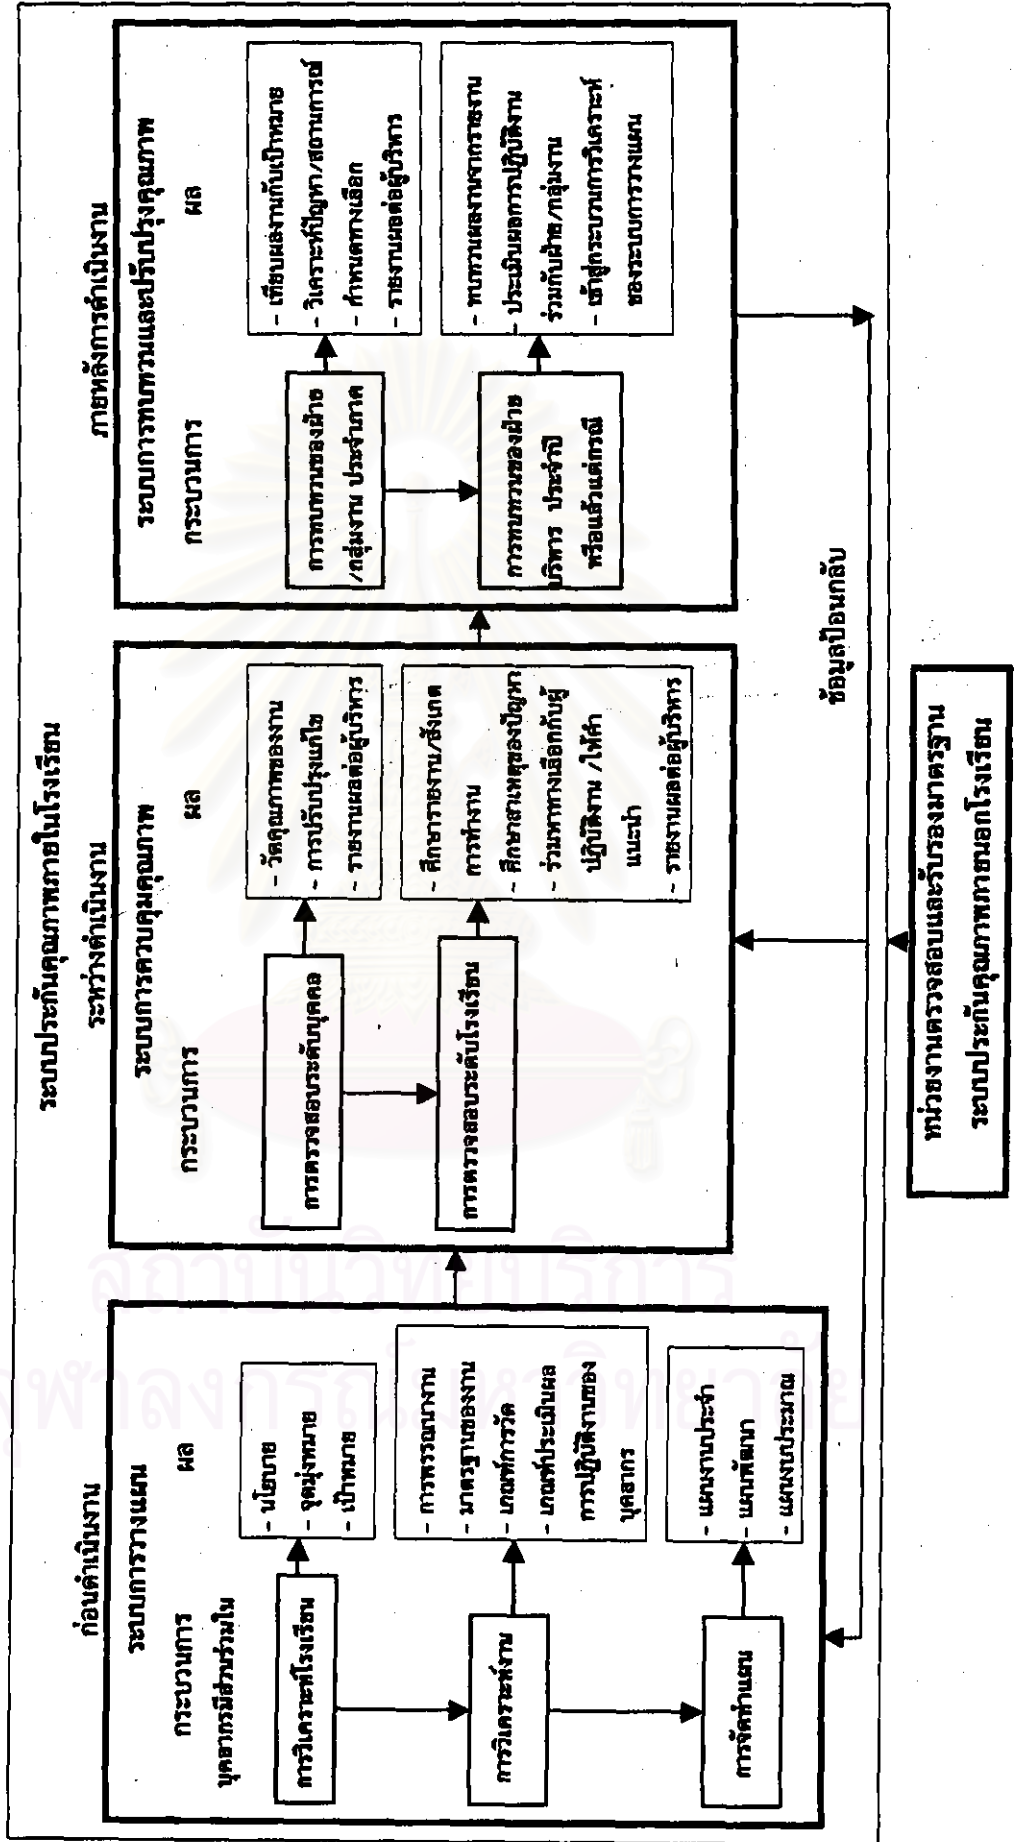 ระบบประกันคุณภาพภายในโรงเรียน
ก่อนดำเนินงาน
ระบบการวางแผน
กระบวนการ
ผล
บุคลากรมีส่วนร่วมใน
การวิเคราะห์โรงเรียน
- นโยบาย
- จุดมุ่งหมาย
- เป้าหมาย
การวิเคราะห์งาน
- การพรรณนางาน
- มาตรฐานของงาน
- เกณฑ์การวัด
- เกณฑ์ประเมินผล
การปฏิบัติงานของ
บุคลากร
การจัดทำแผน
- แผนงานประจำ
- แผนพัฒนา
- แผนงบประมาณ
ระหว่างดำเนินงาน
ระบบการควบคุมคุณภาพ
กระบวนการ
ผล
การตรวจสอบระดับบุคคล
- วัดคุณภาพของงาน
- การปรับปรุงแก้ไข
- รายงานผลต่อผู้บริหาร
การตรวจสอบระดับโรงเรียน
- ศึกษารายงาน/สังเกต
การทำงาน
- ศึกษาสาเหตุของปัญหา
- ร่วมหาทางเลือกกับผู้
ปฏิบัติงาน /ให้คำ
แนะนำ
- รายงานผลต่อผู้บริหาร
ภายหลังการดำเนินงาน
ระบบการทบทวนและปรับปรุงคุณภาพ
กระบวนการ
ผล
การทบทวนของฝ่าย
/กลุ่มงาน ประจำภาค
- เทียบผลงานกับเป้าหมาย
- วิเคราะห์ปัญหา/สถานการณ์
- กำหนดทางเลือก
- รายงานผลต่อผู้บริหาร
การทบทวนของฝ่าย
บริหาร ประจำปี
หรือแล้วแต่กรณี
- ทบทวนผลงานจากรายงาน
- ประเมินผลการปฏิบัติงาน
ร่วมกับฝ่าย/กลุ่มงาน
- เข้าสู่กระบวนการวิเคราะห์
ของระบบการวางแผน
ข้อมูลป้อนกลับ
หน่วยงานตรวจสอบและรับรองมาตรฐาน
ระบบประกันคุณภาพภายนอกโรงเรียน
สถาบันวิทยบริการ
จุฬาลงกรณ์มหาวิทยาลัย